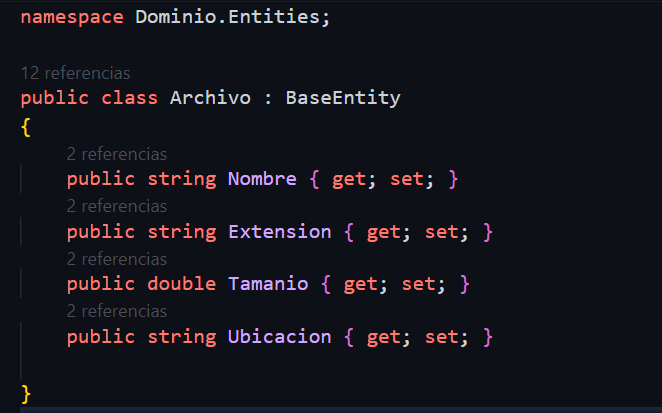 namespace Dominio.Entities;
12 referencias
public class Archivo : BaseEntity
{
2 referencias
public string Nombre { get; set; }
2 referencias
public string Extension { get; set; }
2 referencias
public double Tamanio { get; set; }
2 referencias
public string Ubicacion { get; set; }
}